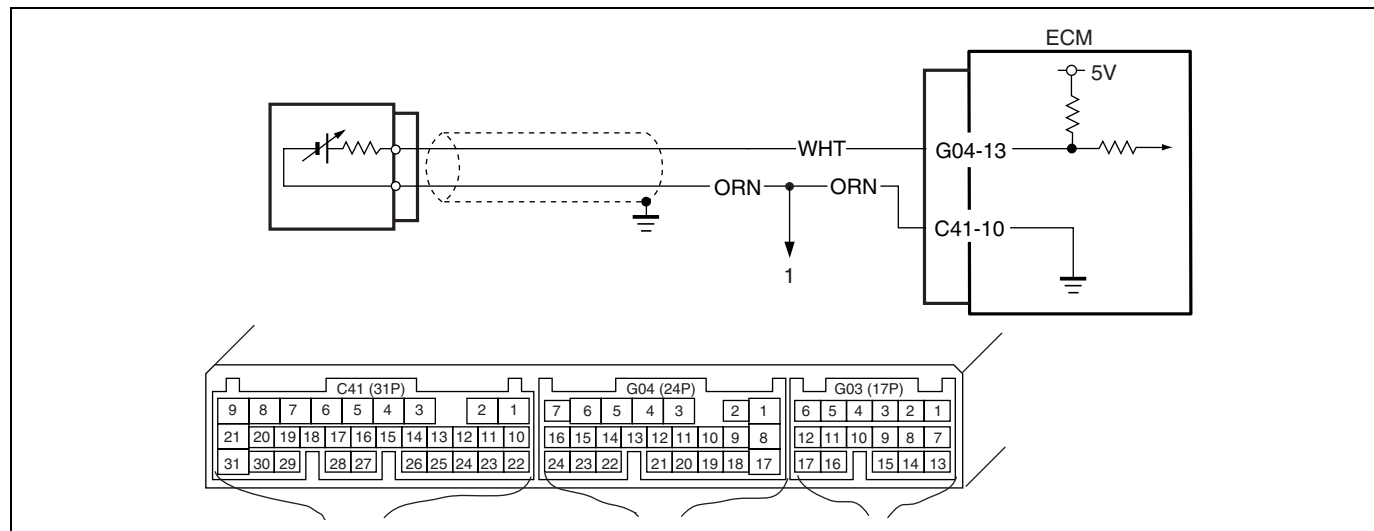 ECM
5V
WHT G04-13
ORN ORN
C41-10
1
C41 (31P) G04 (24P) G03 (17P)
9 8 7 6 5 4 3 2 1 7 6 5 4 3 2 1 6 5 4 3 2 1
21 20 19 18 17 16 15 14 13 12 11 10 16 15 14 13 12 11 10 9 8 12 11 10 9 8 7
31 30 29 28 27 26 25 24 23 22 24 23 22 21 20 19 18 17 17 16 15 14 13